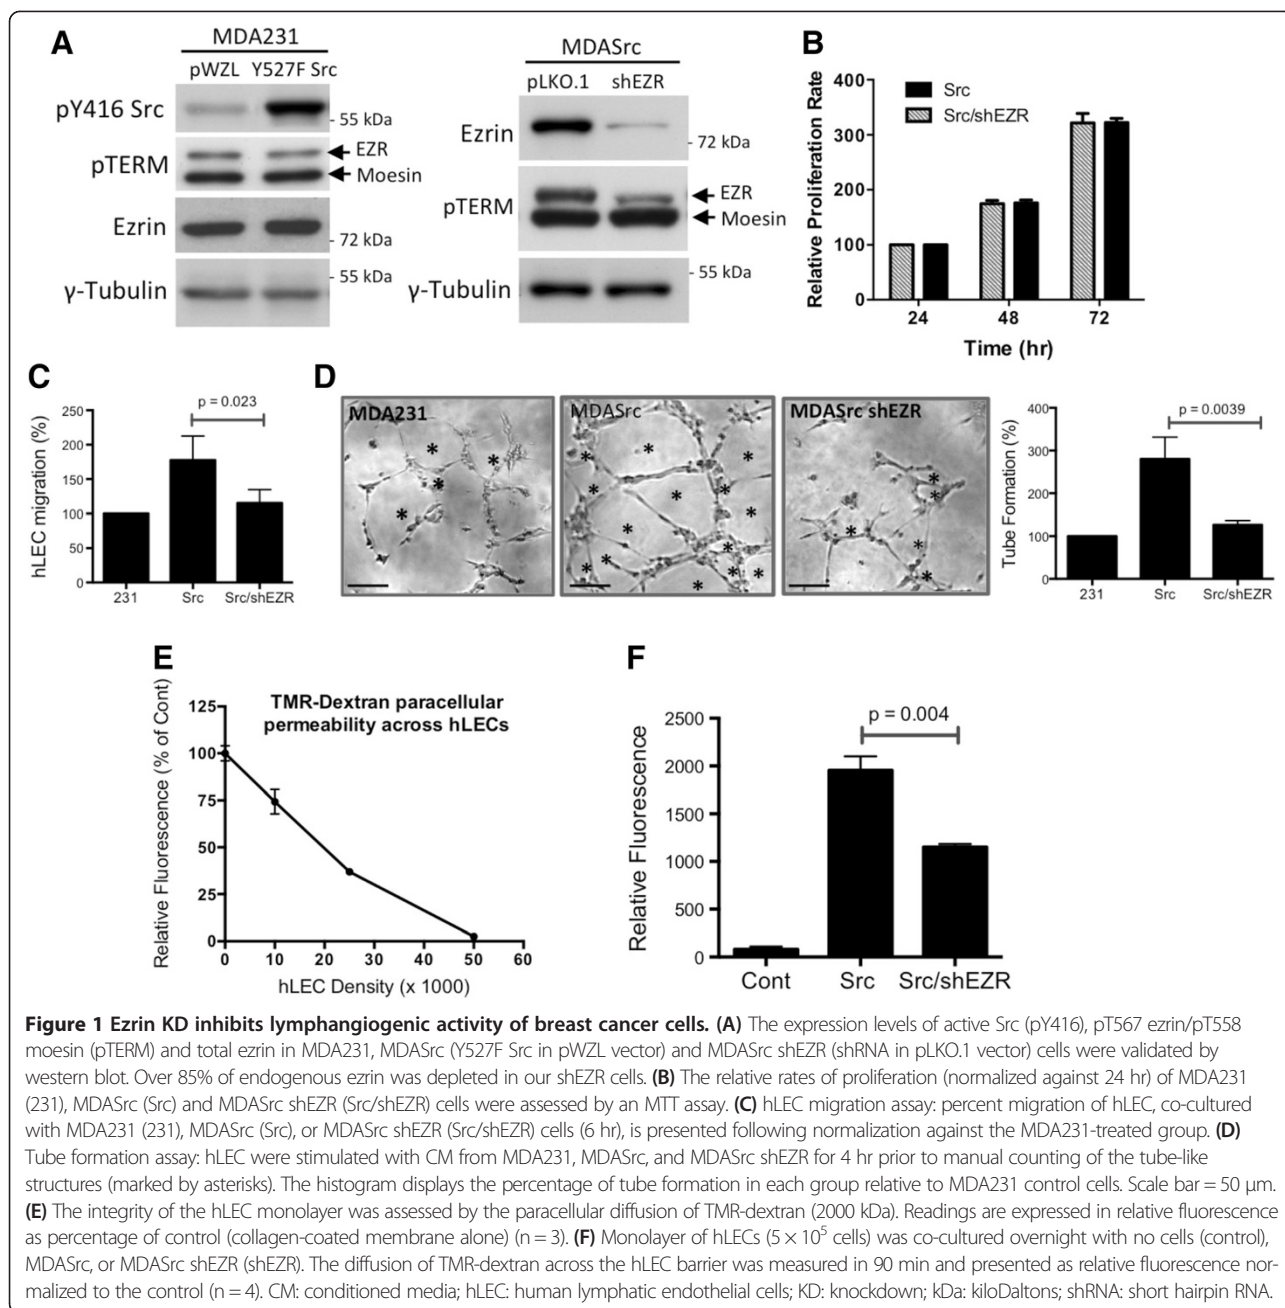 A
MDA231
pWZL Y527F Src
pY416 Src
- 55 kDa
pTERM
EZR
Moesin
Ezrin
- 72 kDa
- 55 kDa
γ-Tubulin
MDASrc
pLKO.1 shEZR
Ezrin
- 72 kDa
pTERM
EZR
Moesin
- 55 kDa
γ-Tubulin
B
Relative Proliferation Rate
400
300
200
100
0
Src
Src/shEZR
24 48 72
Time (hr)
C
hLEC migration (%)
250
200
150
100
50
0
p = 0.023
231 Src Src/shEZR
D
MDA231
* * * *
MDASrc
* * * * * * * * * * * * *
MDASrc shEZR
* * * * *
Tube Formation (%)
400
300
200
100
0
p = 0.0039
231 Src Src/shEZR
E
TMR-Dextran paracellular
permeability across hLECs
Relative Fluorescence (% of Cont)
125
100
75
50
25
0
0 10 20 30 40 50 60
hLEC Density (x 1000)
F
Relative Fluorescence
2500
2000
1500
1000
500
0
p = 0.004
Cont Src Src/shEZR
Figure 1 Ezrin KD inhibits lymphangiogenic activity of breast cancer cells. (A) The expression levels of active Src (pY416), pT567 ezrin/pT558
moesin (pTERM) and total ezrin in MDA231, MDASrc (Y527F Src in pWZL vector) and MDASrc shEZR (shRNA in pLKO.1 vector) cells were validated by
western blot. Over 85% of endogenous ezrin was depleted in our shEZR cells. (B) The relative rates of proliferation (normalized against 24 hr) of MDA231
(231), MDASrc (Src) and MDASrc shEZR (Src/shEZR) cells were assessed by an MTT assay. (C) hLEC migration assay: percent migration of hLEC, co-cultured
with MDA231 (231), MDASrc (Src), or MDASrc shEZR (Src/shEZR) cells (6 hr), is presented following normalization against the MDA231-treated group. (D)
Tube formation assay: hLEC were stimulated with CM from MDA231, MDASrc, and MDASrc shEZR for 4 hr prior to manual counting of the tube-like
structures (marked by asterisks). The histogram displays the percentage of tube formation in each group relative to MDA231 control cells. Scale bar = 50 μm.
(E) The integrity of the hLEC monolayer was assessed by the paracellular diffusion of TMR-dextran (2000 kDa). Readings are expressed in relative fluorescence
as percentage of control (collagen-coated membrane alone) (n = 3). (F) Monolayer of hLECs (5 × 10⁵ cells) was co-cultured overnight with no cells (control),
MDASrc, or MDASrc shEZR (shEZR). The diffusion of TMR-dextran across the hLEC barrier was measured in 90 min and presented as relative fluorescence nor-
malized to the control (n = 4). CM: conditioned media; hLEC: human lymphatic endothelial cells; KD: knockdown; kDa: kiloDaltons; shRNA: short hairpin RNA.